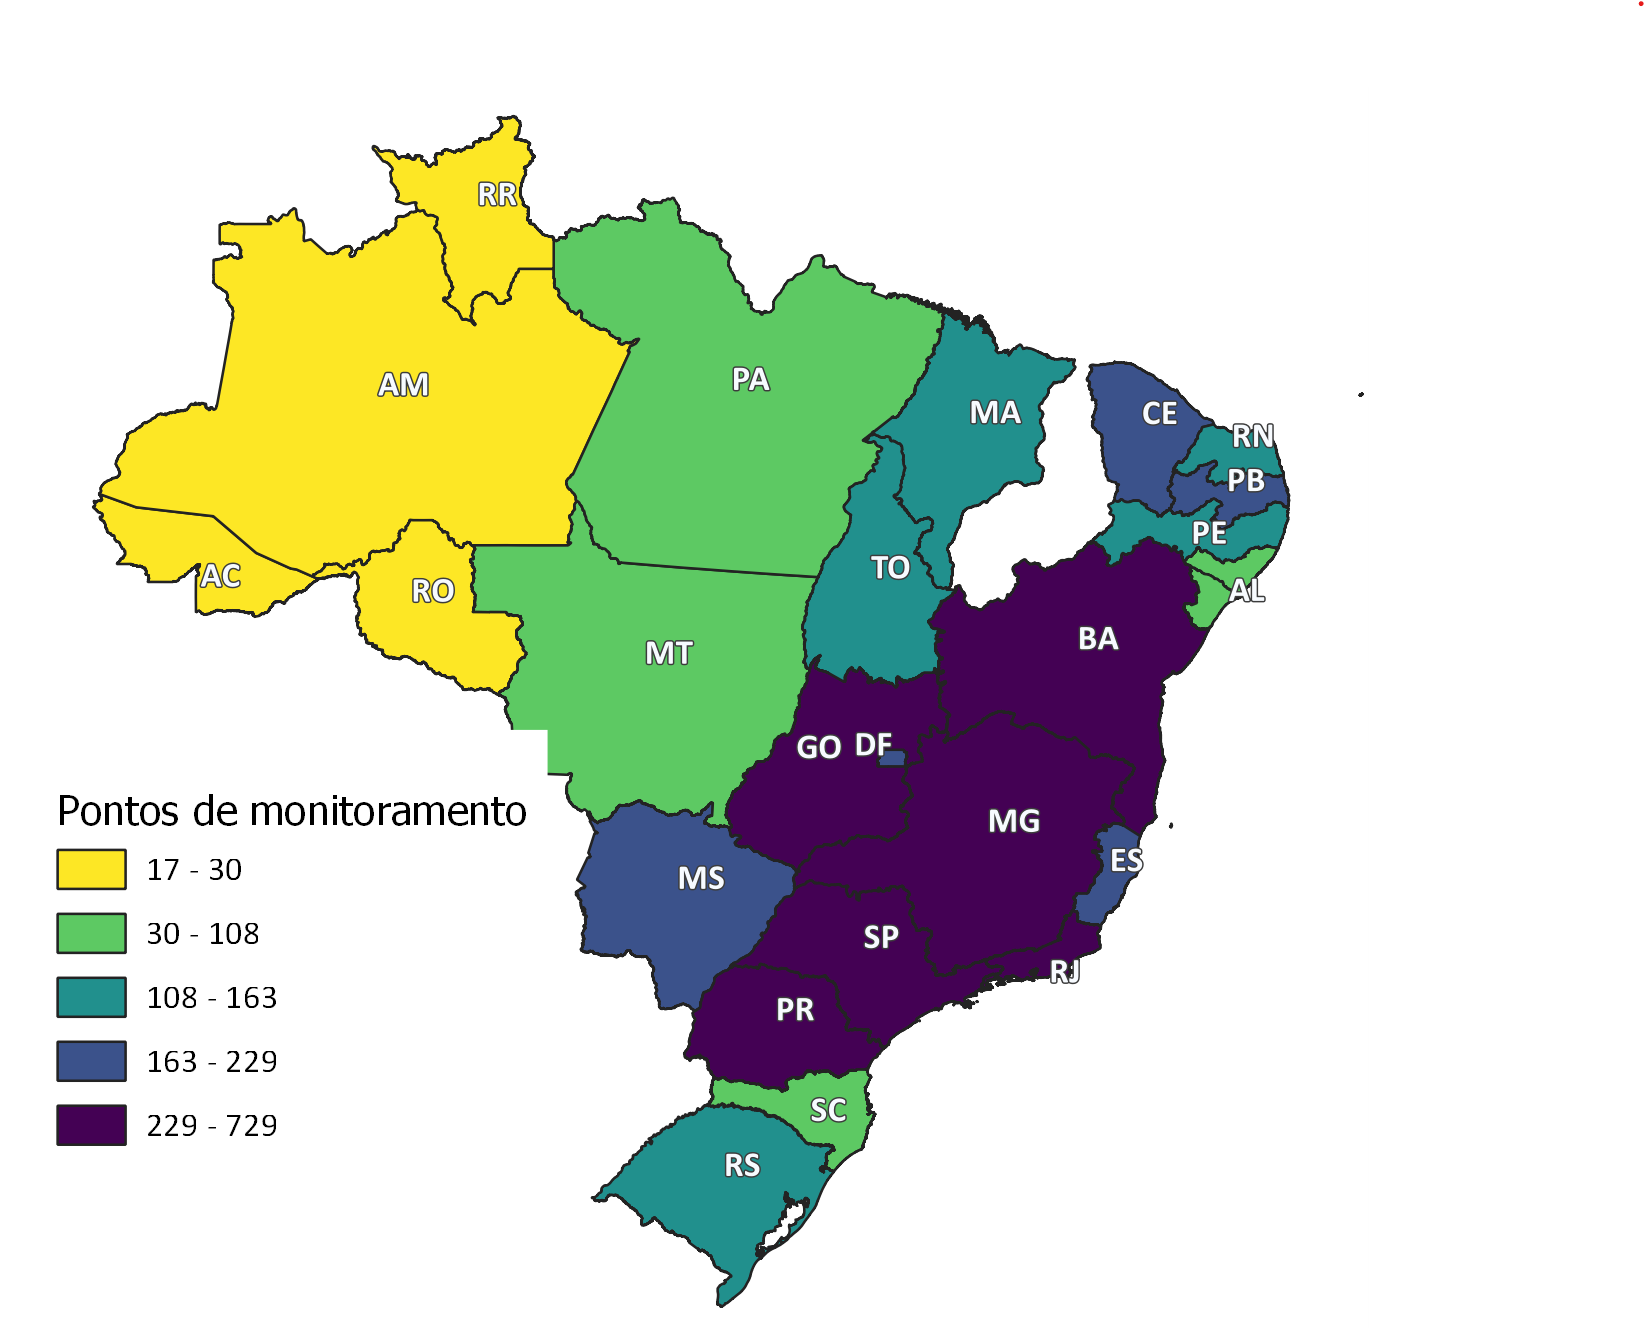 RR
AM
PA
MA
CE
RN
PB
PE
AL
AC
RO
TO
BA
MT
GO
DF
MG
ES
MS
SP
RJ
PR
SC
RS
Pontos de monitoramento
17 - 30
30 - 108
108 - 163
163 - 229
229 - 729